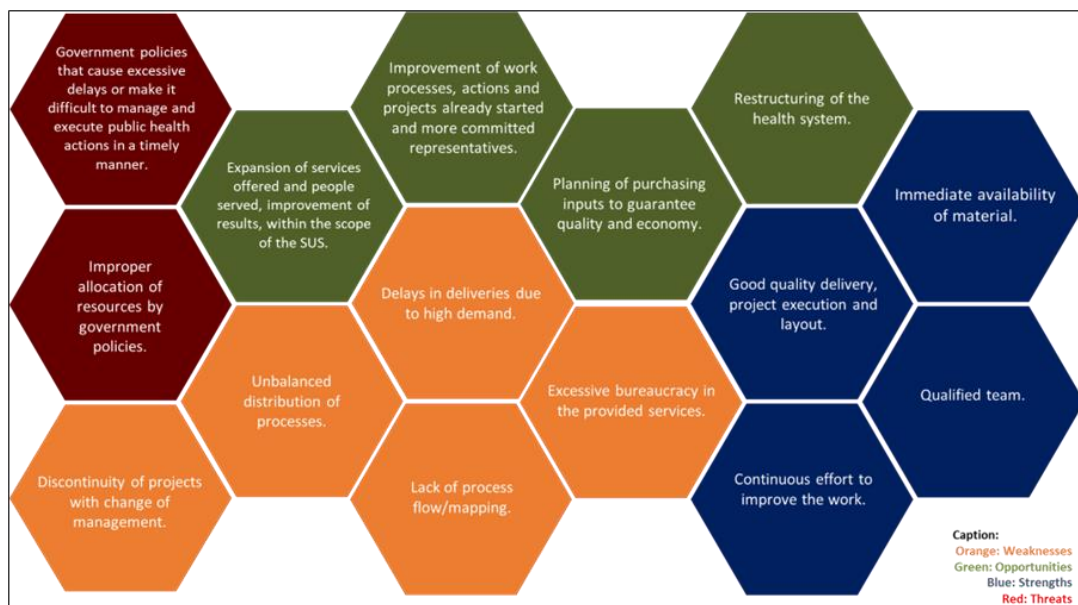 Government policies
that cause excessive
delays or make it
difficult to manage and
execute public health
actions in a timely
manner.
Improper
allocation of
resources by
government
policies.
Discontinuity of projects
with change of
management.
Expansion of services
offered and people
served, improvement of
results, within the scope
of the SUS.
Unbalanced
distribution of
processes.
Improvement of work
processes, actions and
projects already started
and more committed
representatives.
Delays in deliveries due
to high demand.
Lack of process
flow/mapping.
Planning of purchasing
inputs to guarantee
quality and economy.
Excessive bureaucracy in
the provided services.
Restructuring of the
health system.
Good quality delivery,
project execution and
layout.
Continuous effort to
improve the work.
Immediate availability
of material.
Qualified team.
Caption:
Orange: Weaknesses
Green: Opportunities
Blue: Strengths
Red: Threats